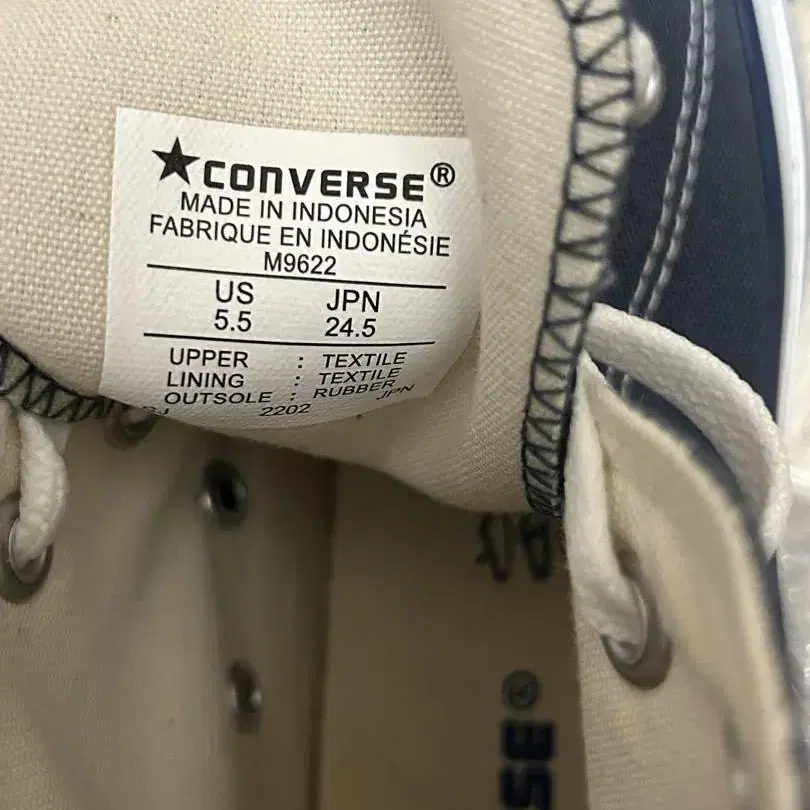 ★CONVERSE®
MADE IN INDONESIA
FABRIQUE EN INDONÉSIE
M9622
US JPN
5.5 24.5
UPPER : TEXTILE
LINING : TEXTILE
OUTSOLE : RUBBER
2202 JPN
®
SE